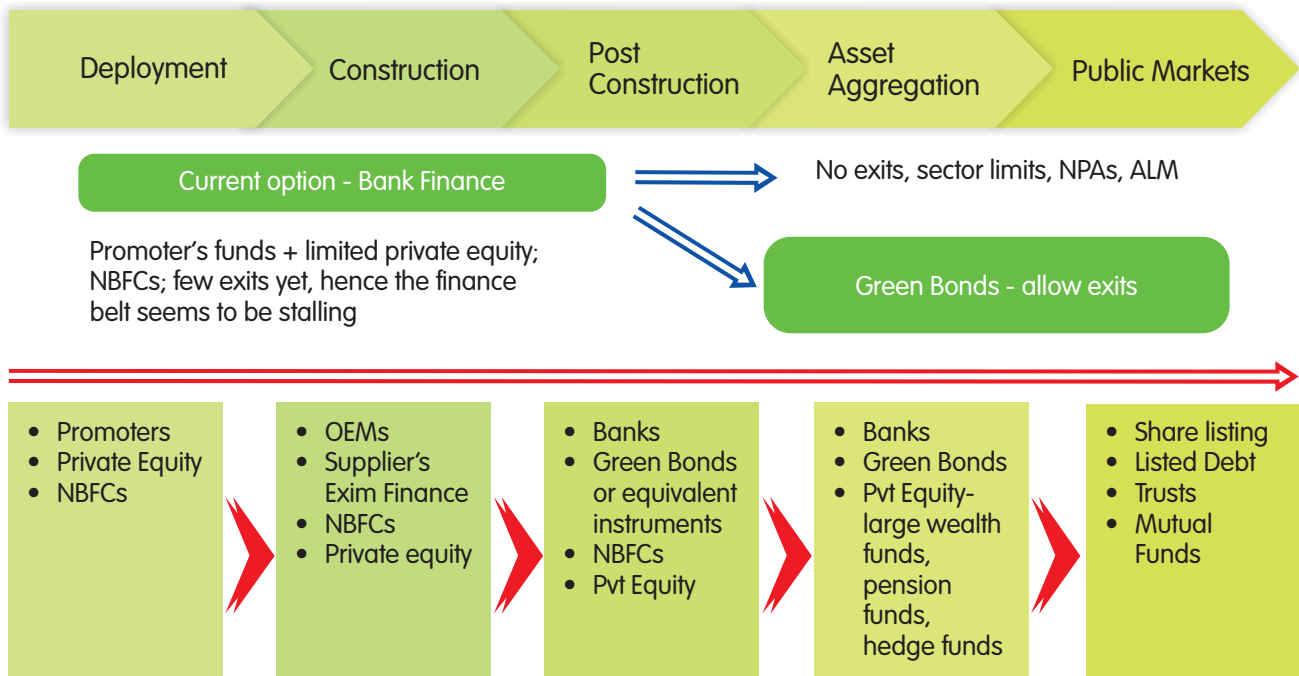 Deployment
Construction
Post
Construction
Asset
Aggregation
Public Markets
Current option - Bank Finance
No exits, sector limits, NPAs, ALM
Promoter's funds + limited private equity;
NBFCs; few exits yet, hence the finance
belt seems to be stalling
Green Bonds - allow exits
• Promoters
• Private Equity
• NBFCs
• OEMs
• Supplier's
Exim Finance
• NBFCs
• Private equity
• Banks
• Green Bonds
or equivalent
instruments
• NBFCs
• Pvt Equity
• Banks
• Green Bonds
• Pvt Equity-
large wealth
funds,
pension
funds,
hedge funds
• Share listing
• Listed Debt
• Trusts
• Mutual
Funds